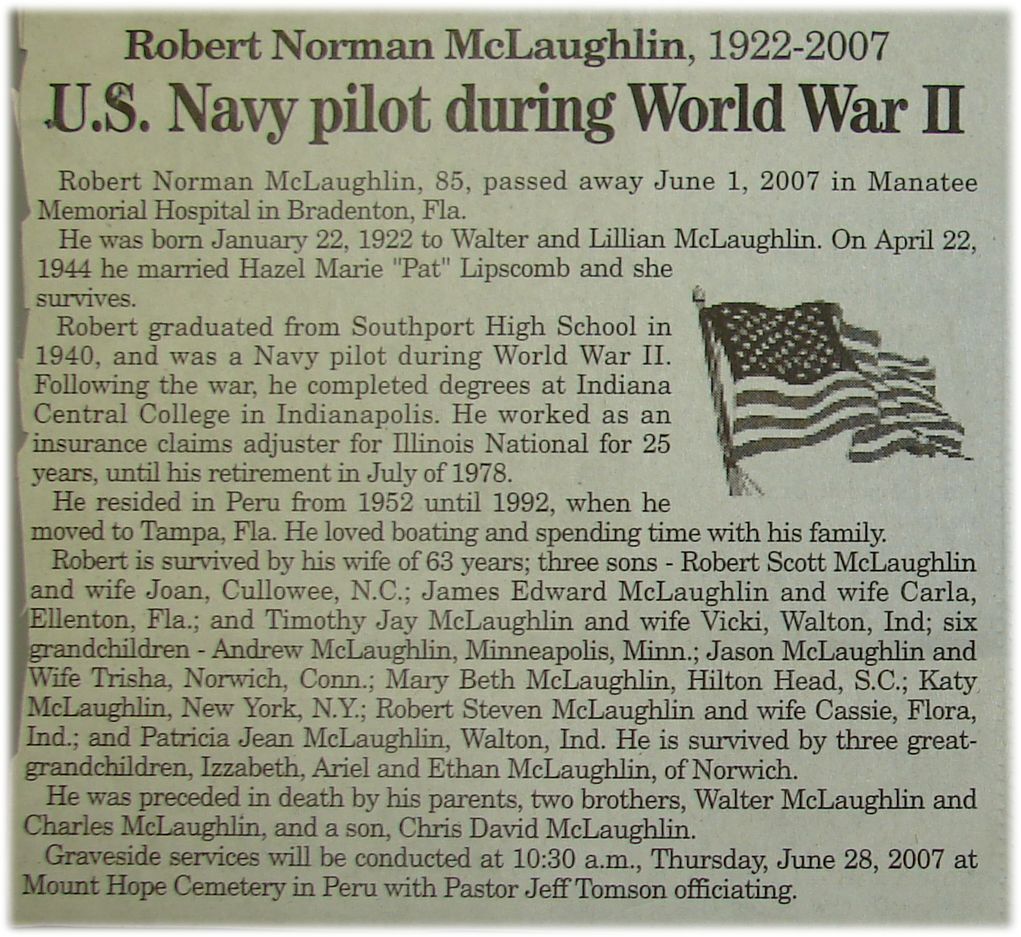 Robert Norman McLaughlin, 1922-2007
U.S. Navy pilot during World War II
Robert Norman McLaughlin, 85, passed away June 1, 2007 in Manatee
Memorial Hospital in Bradenton, Fla.
He was born January 22, 1922 to Walter and Lillian McLaughlin. On April 22,
1944 he married Hazel Marie "Pat" Lipscomb and she
survives.
Robert graduated from Southport High School in
1940, and was a Navy pilot during World War II.
Following the war, he completed degrees at Indiana
Central College in Indianapolis. He worked as an
insurance claims adjuster for Illinois National for 25
years, until his retirement in July of 1978.
He resided in Peru from 1952 until 1992, when he
moved to Tampa, Fla. He loved boating and spending time with his family.
Robert is survived by his wife of 63 years; three sons - Robert Scott McLaughlin
and wife Joan, Cullowee, N.C.; James Edward McLaughlin and wife Carla,
Ellenton, Fla.; and Timothy Jay McLaughlin and wife Vicki, Walton, Ind; six
grandchildren - Andrew McLaughlin, Minneapolis, Minn.; Jason McLaughlin and
Wife Trisha, Norwich, Conn.; Mary Beth McLaughlin, Hilton Head, S.C.; Katy
McLaughlin, New York, N.Y.; Robert Steven McLaughlin and wife Cassie, Flora,
Ind.; and Patricia Jean McLaughlin, Walton, Ind. He is survived by three great-
grandchildren, Izzabeth, Ariel and Ethan McLaughlin, of Norwich.
He was preceded in death by his parents, two brothers, Walter McLaughlin and
Charles McLaughlin, and a son, Chris David McLaughlin.
Graveside services will be conducted at 10:30 a.m., Thursday, June 28, 2007 at
Mount Hope Cemetery in Peru with Pastor Jeff Tomson officiating.